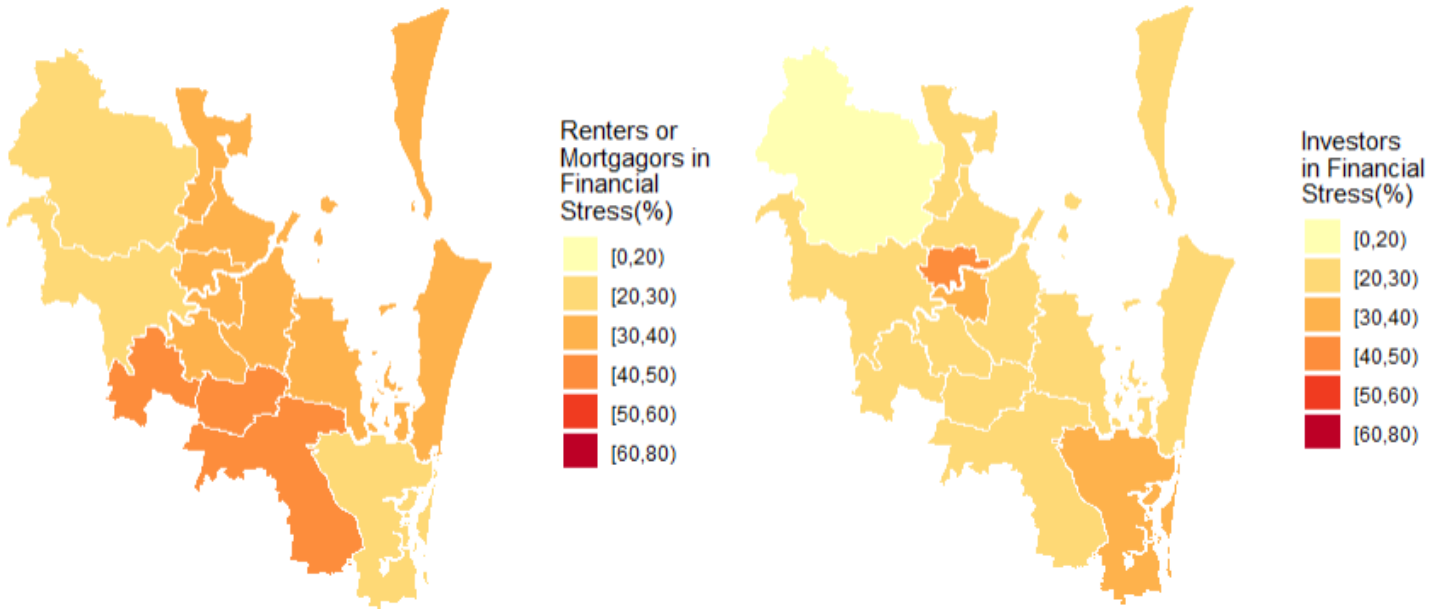 Renters or
Mortgagors in
Financial
Stress(%)
[0,20)
[20,30)
[30,40)
[40,50)
[50,60)
[60,80)
Investors
in Financial
Stress(%)
[0,20)
[20,30)
[30,40)
[40,50)
[50,60)
[60,80)